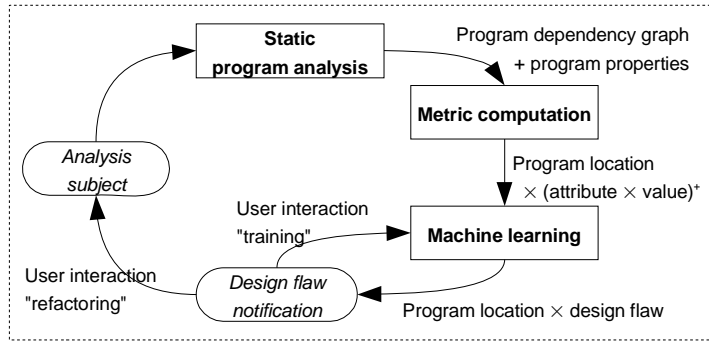 Static
program analysis
Program dependency graph
+ program properties
Metric computation
Analysis
subject
Program location
× (attribute × value)⁺
User interaction
"training"
Machine learning
User interaction
"refactoring"
Design flaw
notification
Program location × design flaw